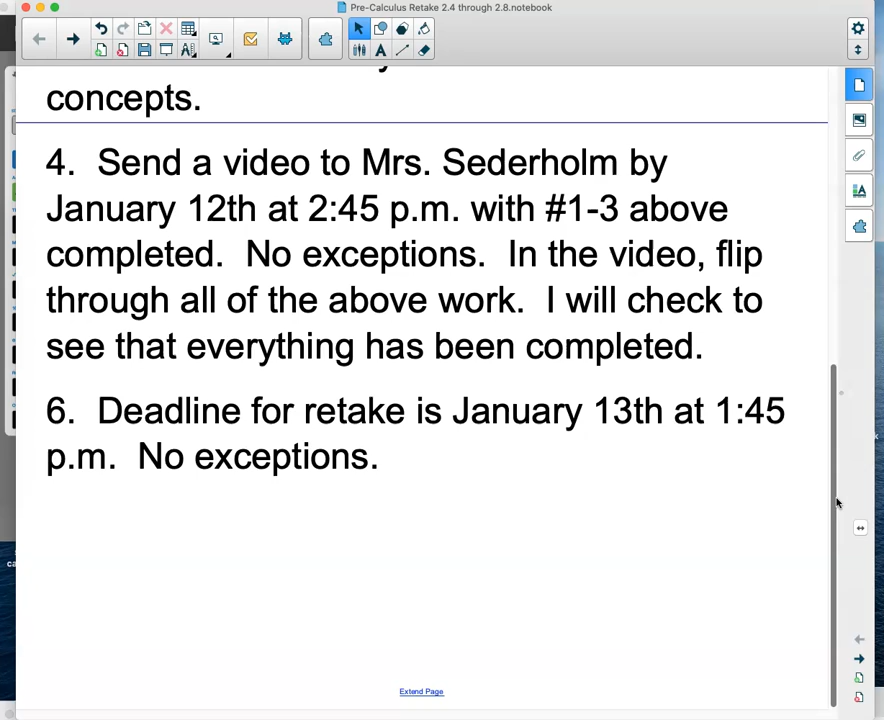 Pre-Calculus Retake 2.4 through 2.8.notebook
concepts.
4. Send a video to Mrs. Sederholm by
January 12th at 2:45 p.m. with #1-3 above
completed. No exceptions. In the video, flip
through all of the above work. I will check to
see that everything has been completed.
6. Deadline for retake is January 13th at 1:45
p.m. No exceptions.
Extend Page